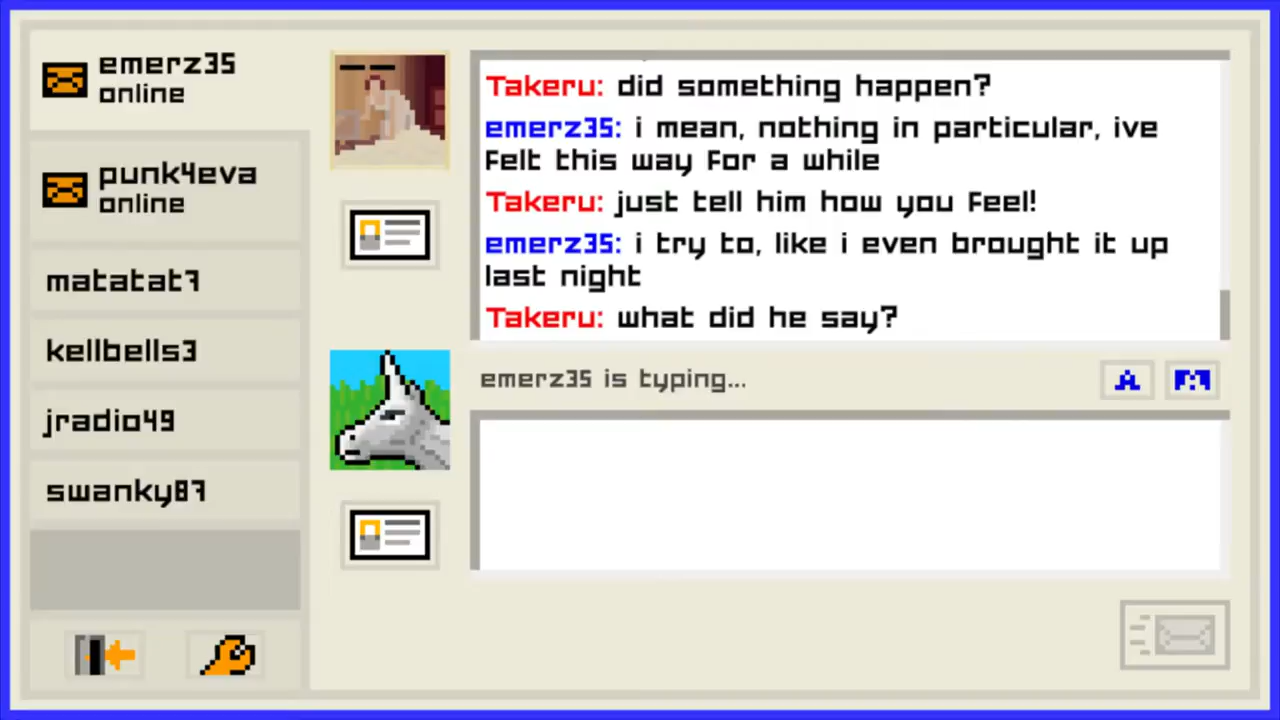 emerz35
online
punk4eva
online
matatat7
kellbells3
jradio49
swanky87
Takeru: did something happen?
emerz35: i mean, nothing in particular, ive
felt this way for a while
Takeru: just tell him how you feel!
emerz35: i try to, like i even brought it up
last night
Takeru: what did he say?
emerz35 is typing...
A